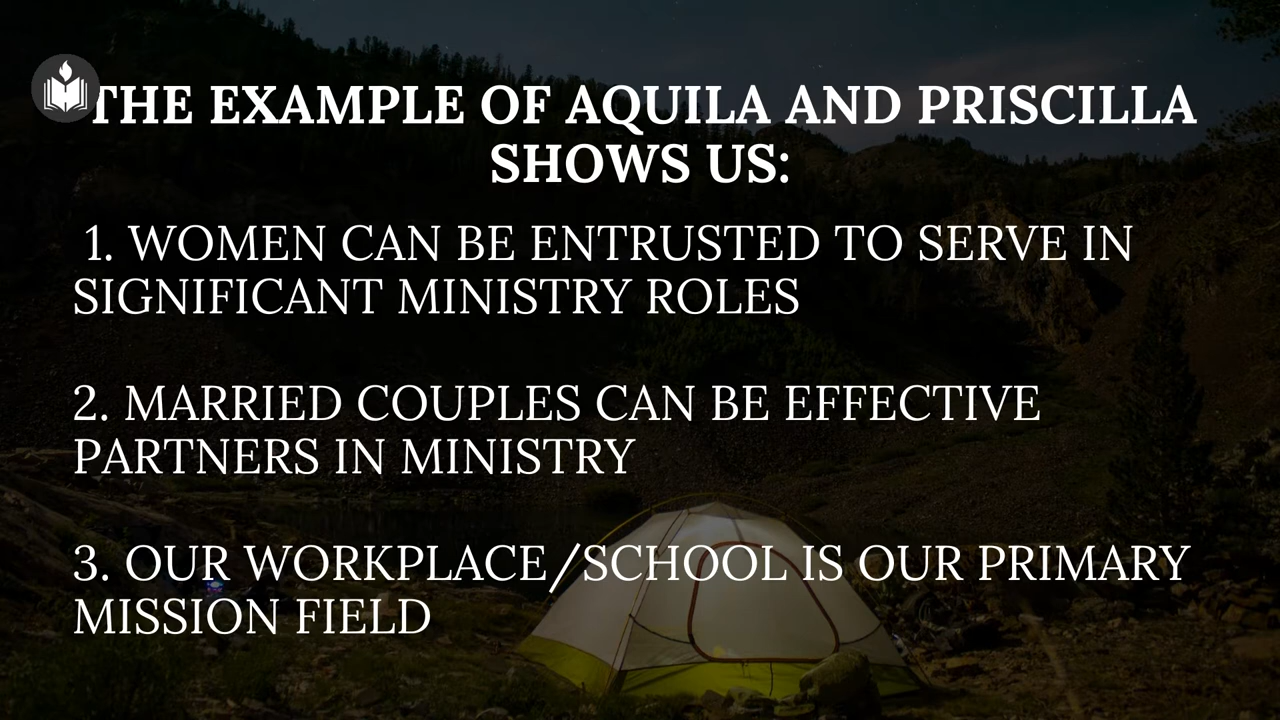 THE EXAMPLE OF AQUILA AND PRISCILLA
SHOWS US:
1. WOMEN CAN BE ENTRUSTED TO SERVE IN
SIGNIFICANT MINISTRY ROLES
2. MARRIED COUPLES CAN BE EFFECTIVE
PARTNERS IN MINISTRY
3. OUR WORKPLACE/SCHOOL IS OUR PRIMARY
MISSION FIELD